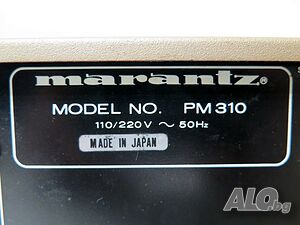 marantz®
MODEL NO. PM310
110/220V ~ 50Hz
MADE IN JAPAN
ALO.bg